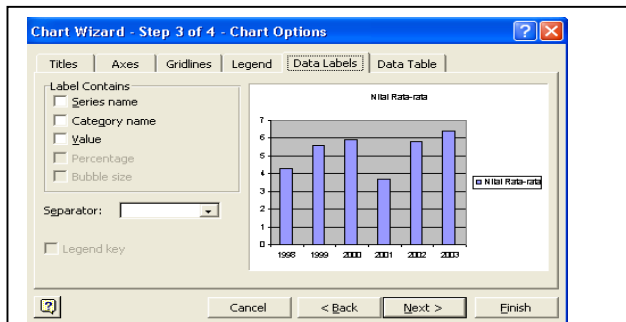 Chart Wizard - Step 3 of 4 - Chart Options
Titles Axes Gridlines Legend Data Labels Data Table
Label Contains
Series name
Category name
Value
Percentage
Bubble size
Separator:
Legend key
Nilai Rata-rata
7
6
5
4
3
2
1
0
1998 1999 2000 2001 2002 2003
Nilai Rata-rata
Cancel < Back Next > Finish